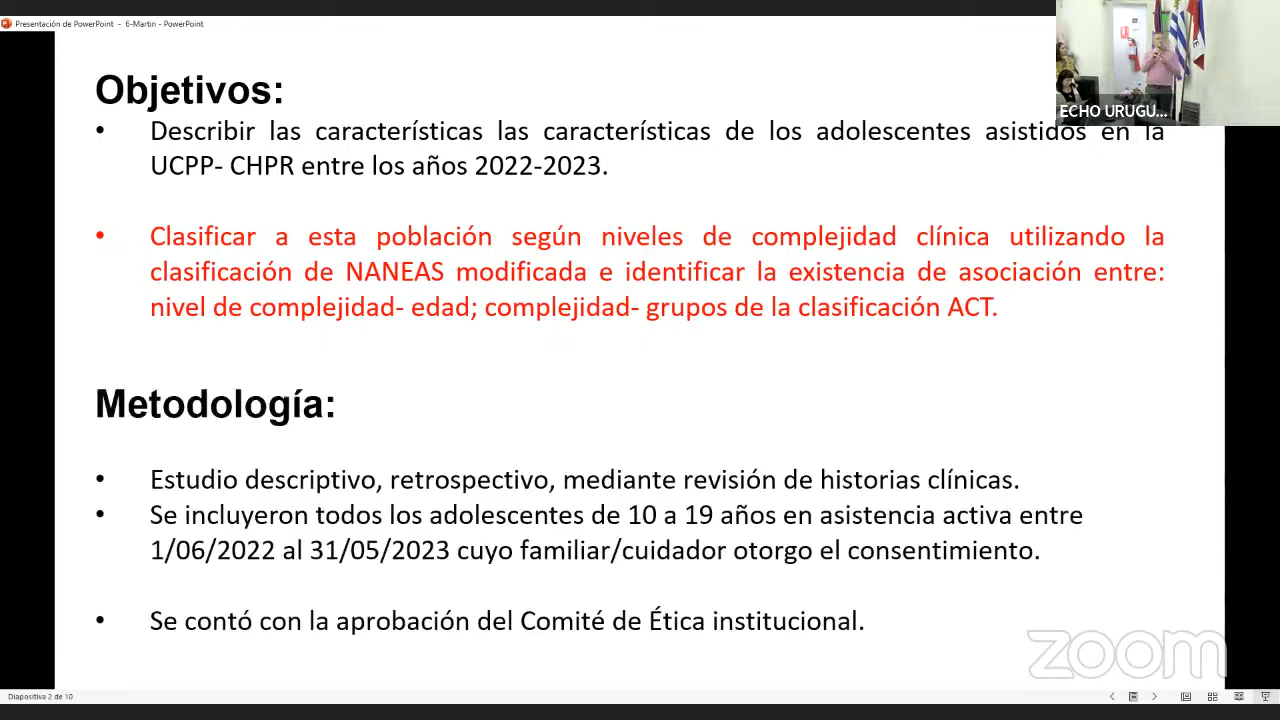 Presentación de PowerPoint - 6-Martin - PowerPoint
ECHO URUGU...
Objetivos:
• Describir las características las características de los adolescentes asistidos en la
UCPP- CHPR entre los años 2022-2023.
• Clasificar a esta población según niveles de complejidad clínica utilizando la
clasificación de NANEAS modificada e identificar la existencia de asociación entre:
nivel de complejidad- edad; complejidad- grupos de la clasificación ACT.
Metodología:
• Estudio descriptivo, retrospectivo, mediante revisión de historias clínicas.
• Se incluyeron todos los adolescentes de 10 a 19 años en asistencia activa entre
1/06/2022 al 31/05/2023 cuyo familiar/cuidador otorgo el consentimiento.
• Se contó con la aprobación del Comité de Ética institucional.
zoom
Diapositiva 2 de 10